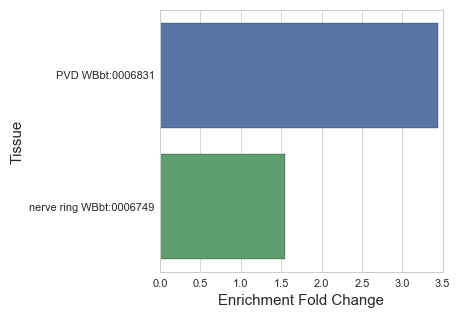 PVD WBbt:0006831
Tissue
nerve ring WBbt:0006749
0.0 0.5 1.0 1.5 2.0 2.5 3.0 3.5
Enrichment Fold Change